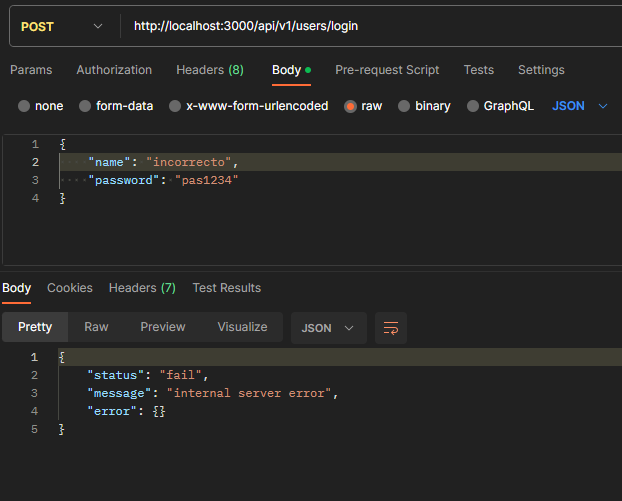 POST http://localhost:3000/api/v1/users/login
Params Authorization Headers (8) Body Pre-request Script Tests Settings
none form-data x-www-form-urlencoded raw binary GraphQL JSON
1 {
2 "name": "incorrecto",
3 "password": "pas1234"
4 }
Body Cookies Headers (7) Test Results
Pretty Raw Preview Visualize JSON
1 {
2 "status": "fail",
3 "message": "internal server error",
4 "error": {}
5 }